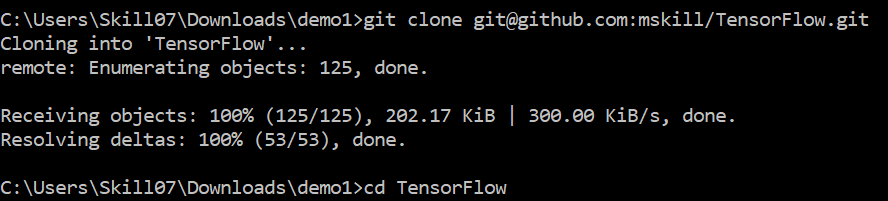 C:\Users\Skill07\Downloads\demo1>git clone git@github.com:mskill/TensorFlow.git
Cloning into 'TensorFlow'...
remote: Enumerating objects: 125, done.
Receiving objects: 100% (125/125), 202.17 KiB | 300.00 KiB/s, done.
Resolving deltas: 100% (53/53), done.
C:\Users\Skill07\Downloads\demo1>cd TensorFlow